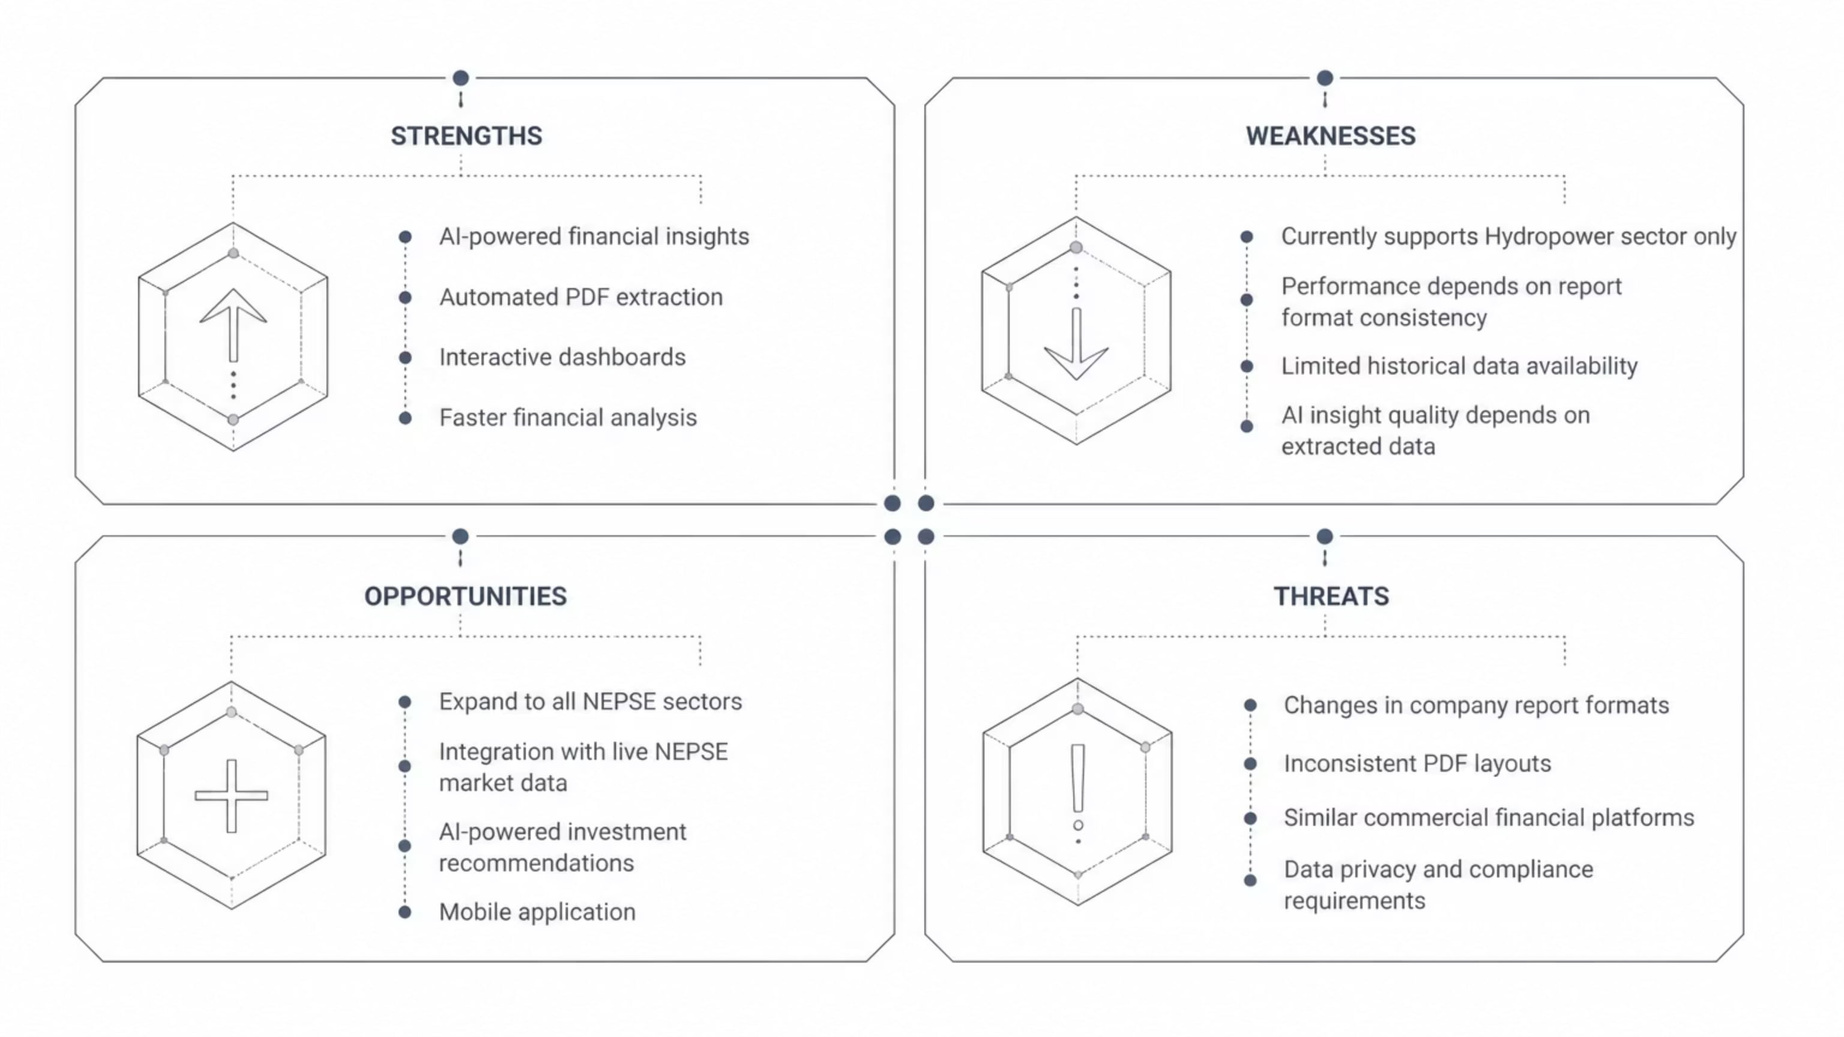 STRENGTHS
AI-powered financial insights
Automated PDF extraction
Interactive dashboards
Faster financial analysis
WEAKNESSES
Currently supports Hydropower sector only
Performance depends on report
format consistency
Limited historical data availability
AI insight quality depends on
extracted data
OPPORTUNITIES
Expand to all NEPSE sectors
Integration with live NEPSE
market data
AI-powered investment
recommendations
Mobile application
THREATS
Changes in company report formats
Inconsistent PDF layouts
Similar commercial financial platforms
Data privacy and compliance
requirements